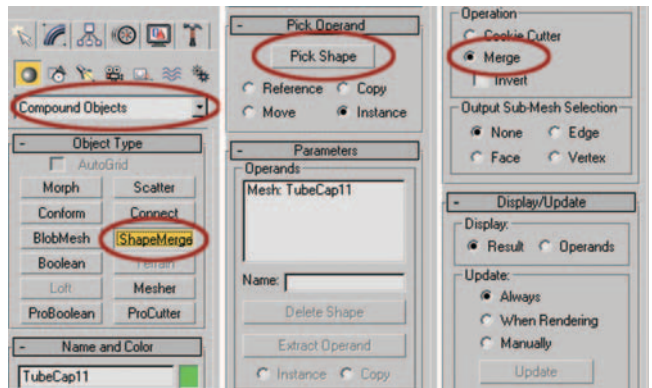 Compound Objects
- Object Type
AutoGrid
Morph Scatter
Conform Connect
BlobMesh ShapeMerge
Boolean Terrain
Loft Mesher
ProBoolean ProCutter
- Name and Color
TubeCap11
- Pick Operand
Pick Shape
Reference Copy
Move Instance
- Parameters
Operands
Mesh: TubeCap11
Name:
Delete Shape
Extract Operand
Instance Copy
Operation
Cookie Cutter
Merge
Invert
Output Sub-Mesh Selection
None Edge
Face Vertex
- Display/Update
Display:
Result Operands
Update:
Always
When Rendering
Manually
Update